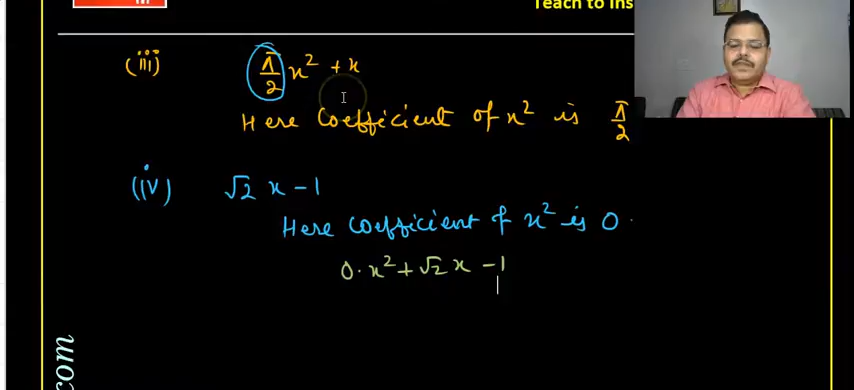 Teach to Ins
(iii) π/2 x² + x
Here coefficient of x² is π/2
(iv) √2 x - 1
Here coefficient of x² is 0.
0. x² + √2 x - 1
com